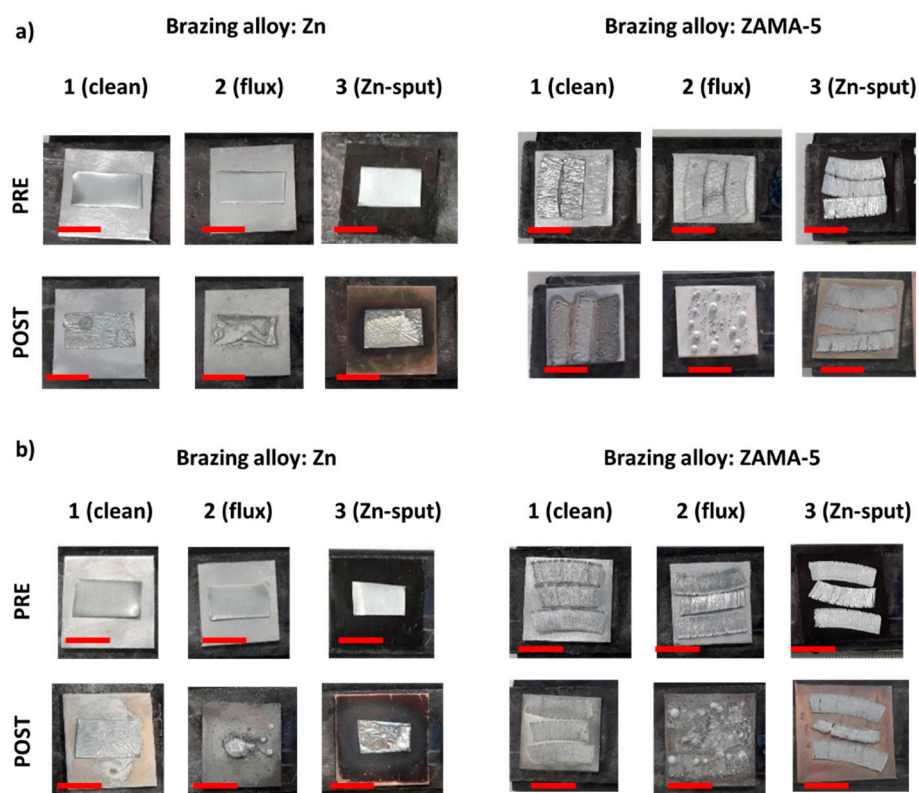 a)
Brazing alloy: Zn
Brazing alloy: ZAMA-5
1 (clean)
2 (flux)
3 (Zn-sput)
1 (clean)
2 (flux)
3 (Zn-sput)
PRE
POST
b)
Brazing alloy: Zn
Brazing alloy: ZAMA-5
1 (clean)
2 (flux)
3 (Zn-sput)
1 (clean)
2 (flux)
3 (Zn-sput)
PRE
POST